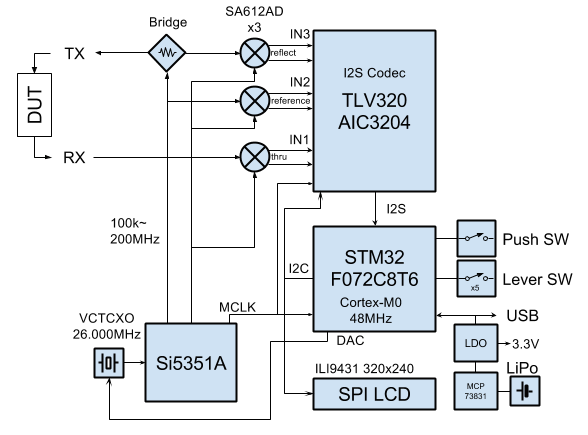 SA612AD
x3
Bridge
TX
DUT
RX
IN3
reflect
IN2
reference
IN1
thru
I2S Codec
TLV320
AIC3204
100k~
200MHz
I2S
I2C
STM32
F072C8T6
Cortex-M0
48MHz
Push SW
x5
Lever SW
MCLK
DAC
USB
VCTCXO
26.000MHz
Si5351A
LDO
3.3V
ILI9431 320x240
SPI LCD
MCP
73831
LiPo